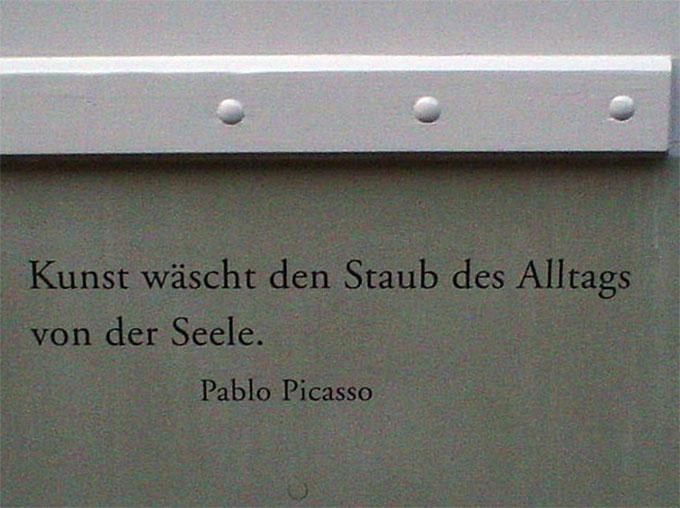 Kunst wäscht den Staub des Alltags
von der Seele.
Pablo Picasso